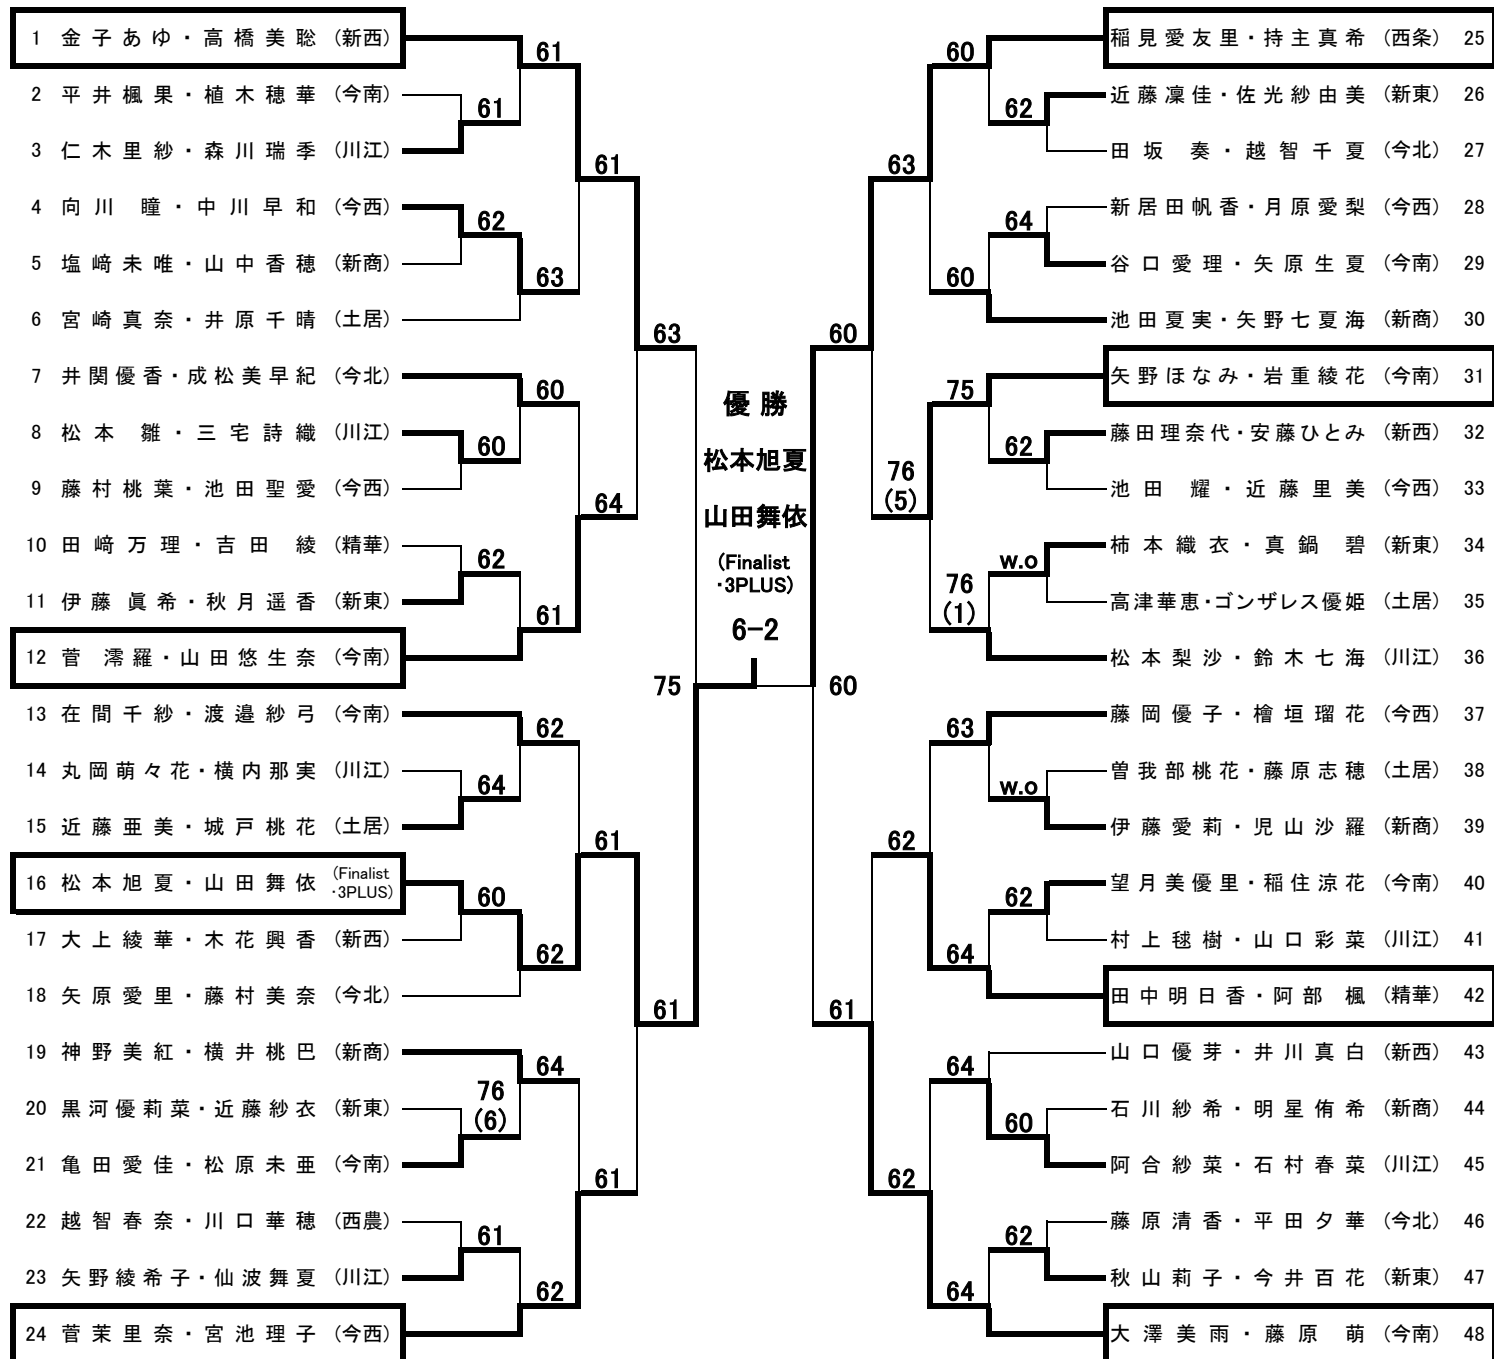 1 金子あゆ・高橋美聡 (新西)
2 平井楓果・植木穂華 (今南)
3 仁木里紗・森川瑞季 (川江)
4 向川 瞳・中川早和 (今西)
5 塩﨑未唯・山中香穂 (新商)
6 宮崎真奈・井原千晴 (土居)
7 井関優香・成松美早紀 (今北)
8 松本 雛・三宅詩織 (川江)
9 藤村桃葉・池田聖愛 (今西)
10 田﨑万理・吉田 綾 (精華)
11 伊藤眞希・秋月遥香 (新東)
12 菅 澪羅・山田悠生奈 (今南)
13 在間千紗・渡邉紗弓 (今南)
14 丸岡萌々花・横内那実 (川江)
15 近藤亜美・城戸桃花 (土居)
16 松本旭夏・山田舞依 (Finalist
・3PLUS)
17 大上綾華・木花興香 (新西)
18 矢原愛里・藤村美奈 (今北)
19 神野美紅・横井桃巴 (新商)
20 黒河優莉菜・近藤紗衣 (新東)
21 亀田愛佳・松原未亜 (今南)
22 越智春奈・川口華穂 (西農)
23 矢野綾希子・仙波舞夏 (川江)
24 菅茉里奈・宮池理子 (今西)
61
61
62
63
60
60
62
61
62
64
60
62
64
76
(6)
61
62
61
64
61
61
63
61
75
優勝
松本旭夏
山田舞依
(Finalist
・3PLUS)
6-2
60
60
61
63
76
(5)
62
62
60
60
75
76
(1)
63
64
64
64
62
64
62
w.o
w.o
62
60
62
稲見愛友里・持主真希 (西条) 25
近藤凜佳・佐光紗由美 (新東) 26
田坂 奏・越智千夏 (今北) 27
新居田帆香・月原愛梨 (今西) 28
谷口愛理・矢原生夏 (今南) 29
池田夏実・矢野七夏海 (新商) 30
矢野ほなみ・岩重綾花 (今南) 31
藤田理奈代・安藤ひとみ (新西) 32
池田 耀・近藤里美 (今西) 33
柿本織衣・真鍋 碧 (新東) 34
高津華恵・ゴンザレス優姫 (土居) 35
松本梨沙・鈴木七海 (川江) 36
藤岡優子・檜垣瑠花 (今西) 37
曽我部桃花・藤原志穂 (土居) 38
伊藤愛莉・児山沙羅 (新商) 39
望月美優里・稲住涼花 (今南) 40
村上毬樹・山口彩菜 (川江) 41
田中明日香・阿部 楓 (精華) 42
山口優芽・井川真白 (新西) 43
石川紗希・明星侑希 (新商) 44
阿合紗菜・石村春菜 (川江) 45
藤原清香・平田夕華 (今北) 46
秋山莉子・今井百花 (新東) 47
大澤美雨・藤原 萌 (今南) 48